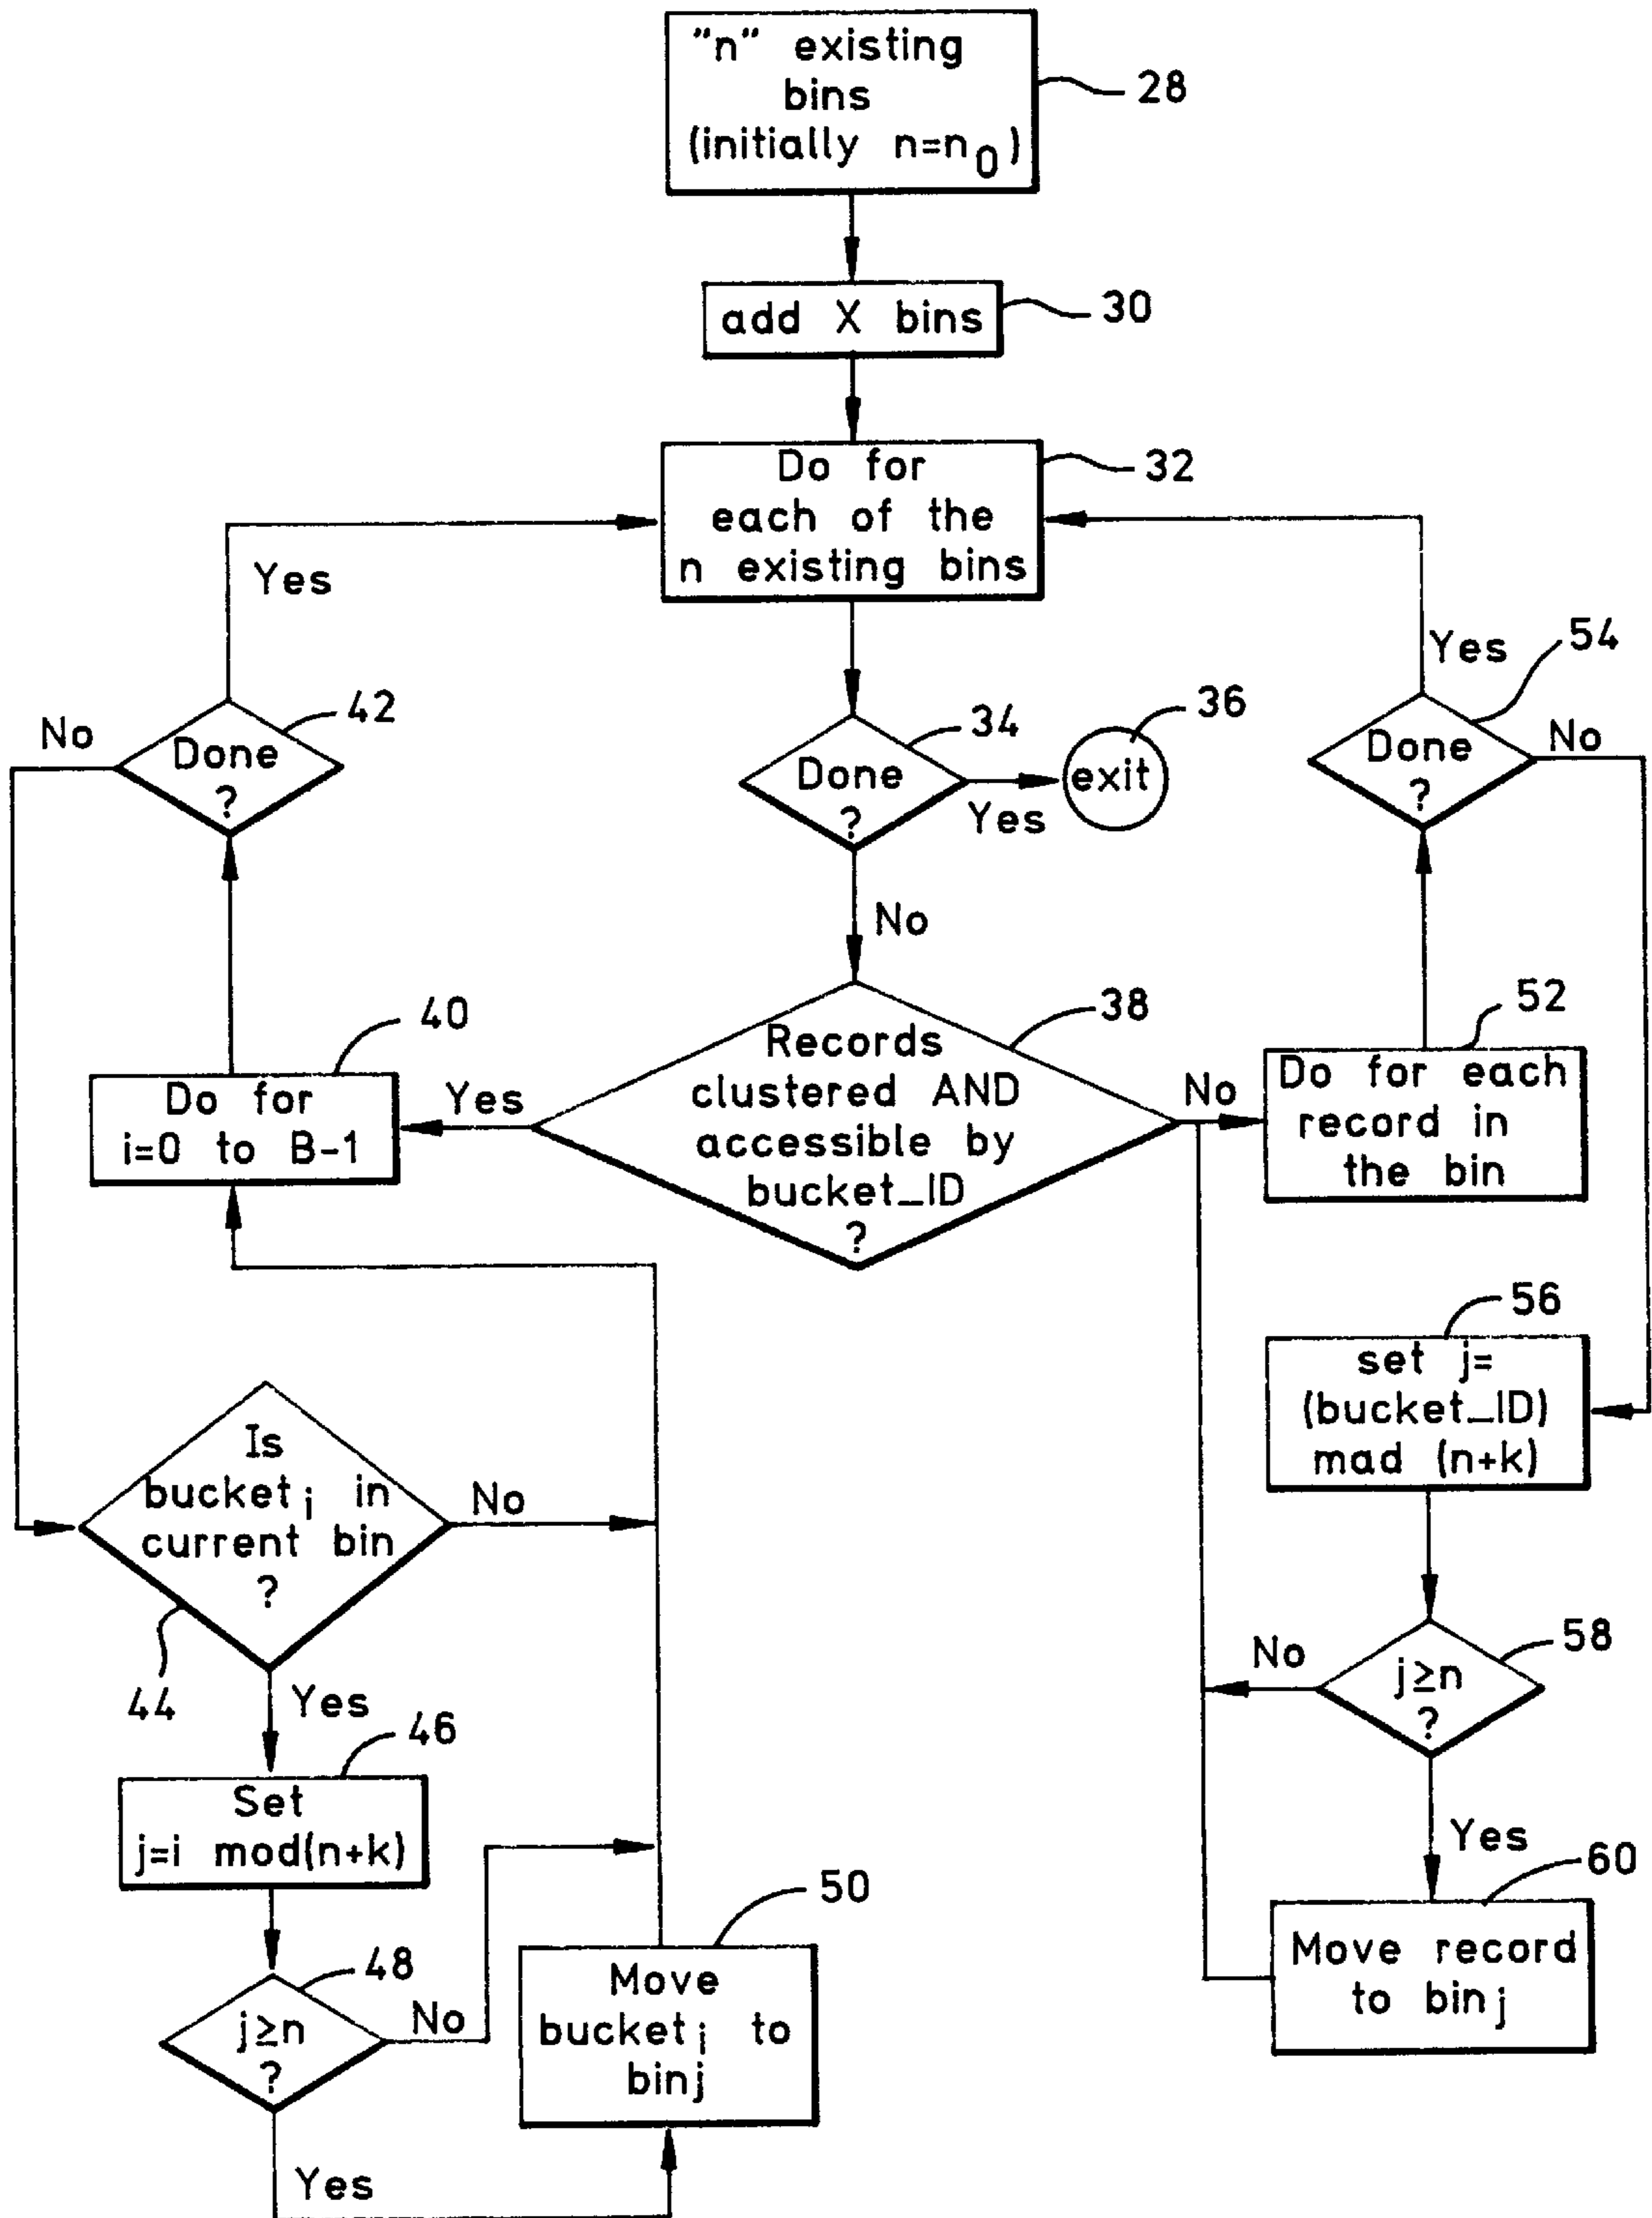 "n" existing
bins
(initially n=n0)
28
add X bins
30
Do for
each of the
n existing bins
32
Yes
Yes
54
No
Done
?
42
Done
?
34
Yes
exit
36
Done
?
No
No
Do for
i=0 to B-1
40
Yes
Records
clustered AND
accessible by
bucket_ID
?
38
No
Do for each
record in
the bin
52
set j=
(bucket_ID)
mad (n+k)
56
Is
bucketi in
current bin
?
44
No
Yes
j≥n
?
58
No
Yes
Set
j=i mod(n+k)
46
Move record
to binj
60
j≥n
?
48
No
Yes
Move
bucketi to
binj
50